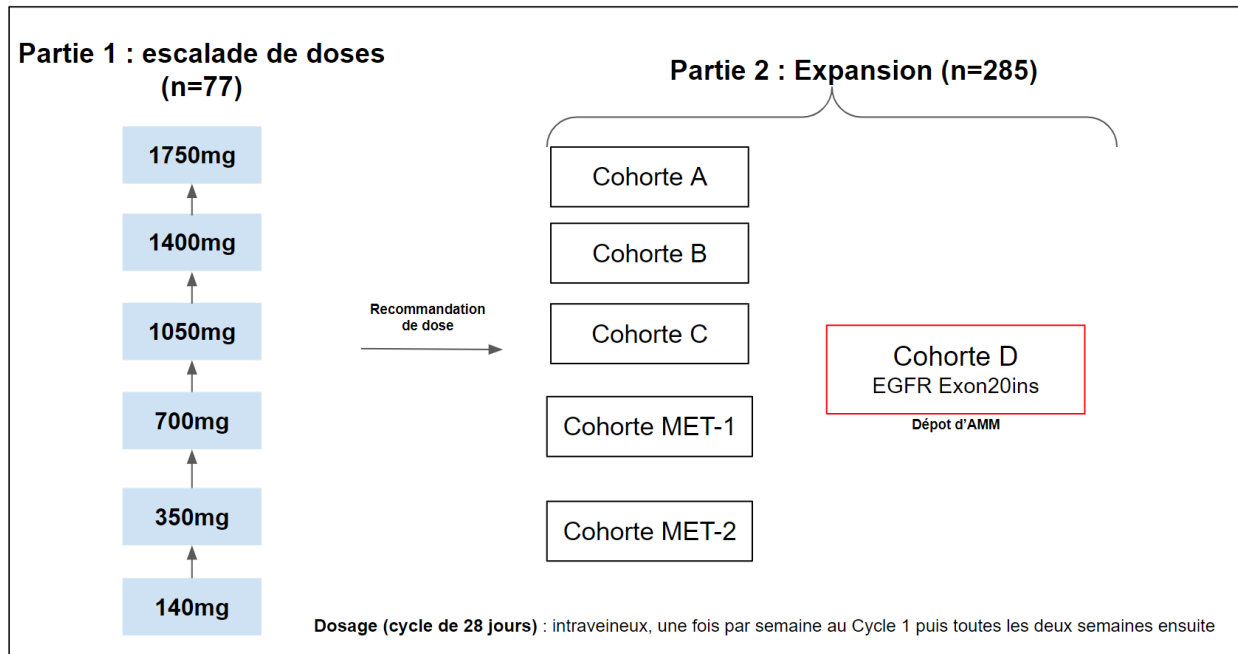 Partie 1 : escalade de doses
(n=77)
1750mg
1400mg
1050mg
700mg
350mg
140mg
Recommandation
de dose
Partie 2 : Expansion (n=285)
Cohorte A
Cohorte B
Cohorte C
Cohorte MET-1
Cohorte MET-2
Cohorte D
EGFR Exon20ins
Dépot d'AMM
Dosage (cycle de 28 jours) : intraveineux, une fois par semaine au Cycle 1 puis toutes les deux semaines ensuite